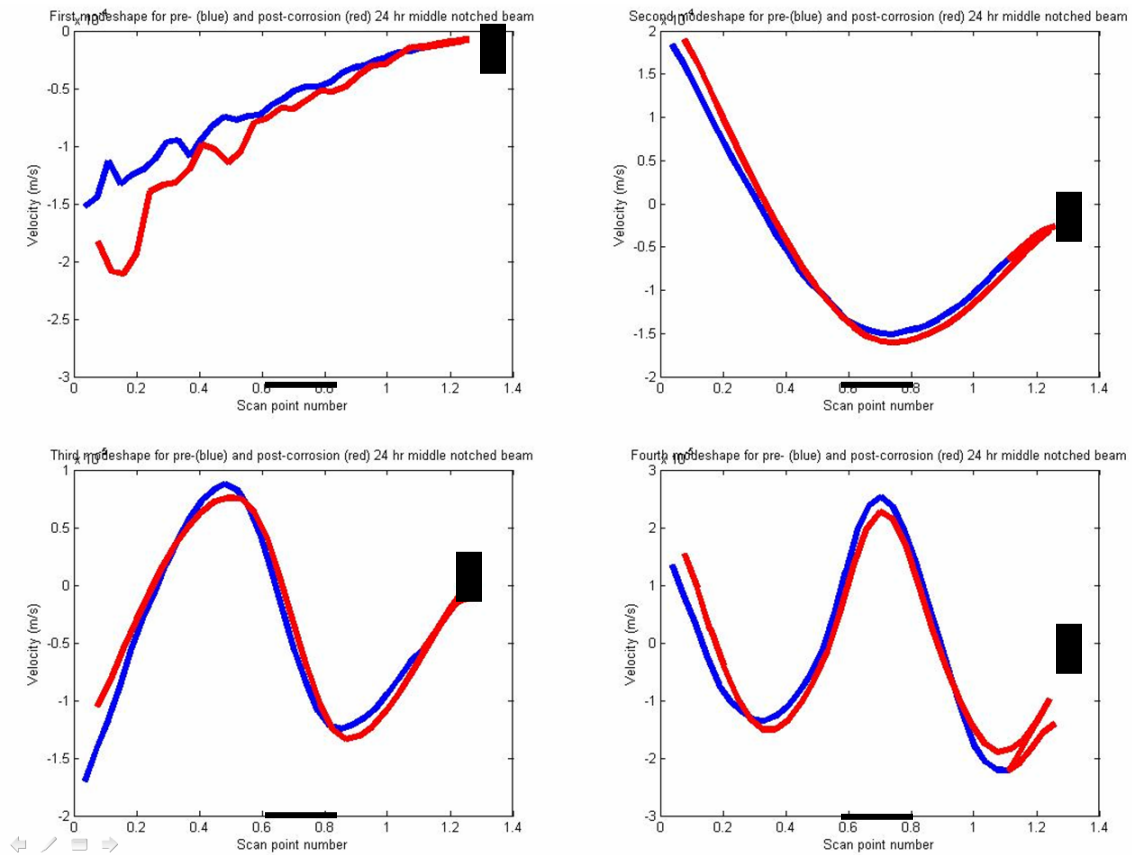 First modeshape for pre- (blue) and post-corrosion (red) 24 hr middle notched beam
x 10
0
-0.5
-1
-1.5
-2
-2.5
-3
Velocity (m/s)
0 0.2 0.4 0.6 0.8 1 1.2 1.4
Scan point number
Second modeshape for pre- (blue) and post-corrosion (red) 24 hr middle notched beam
x 10
2
1.5
1
0.5
0
-0.5
-1
-1.5
-2
Velocity (m/s)
0 0.2 0.4 0.6 0.8 1 1.2 1.4
Scan point number
Third modeshape for pre- (blue) and post-corrosion (red) 24 hr middle notched beam
x 10
1
0.5
0
-0.5
-1
-1.5
-2
Velocity (m/s)
0 0.2 0.4 0.6 0.8 1 1.2 1.4
Scan point number
Fourth modeshape for pre- (blue) and post-corrosion (red) 24 hr middle notched beam
x 10
3
2
1
0
-1
-2
-3
Velocity (m/s)
0 0.2 0.4 0.6 0.8 1 1.2 1.4
Scan point number